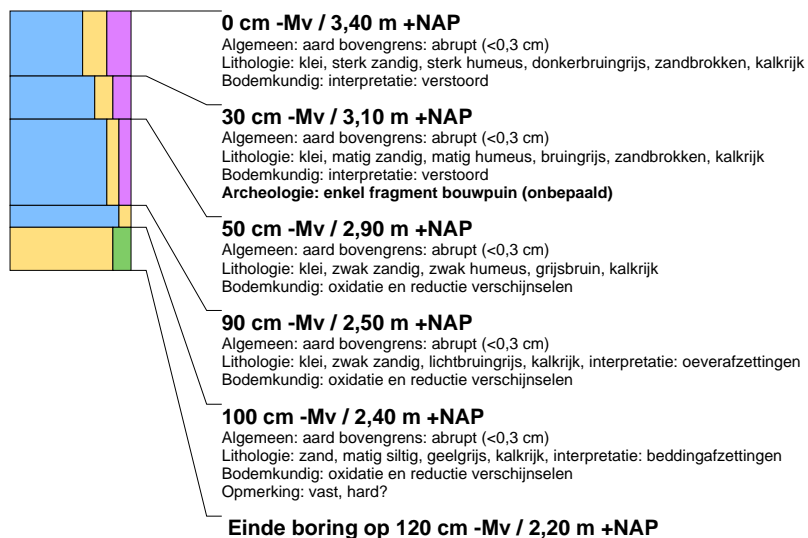 0 cm -Mv / 3,40 m +NAP
Algemeen: aard bovengrens: abrupt (<0,3 cm)
Lithologie: klei, sterk zandig, sterk humeus, donkerbruingrijs, zandbrokken, kalkrijk
Bodemkundig: interpretatie: verstoord
30 cm -Mv / 3,10 m +NAP
Algemeen: aard bovengrens: abrupt (<0,3 cm)
Lithologie: klei, matig zandig, matig humeus, bruingrijs, zandbrokken, kalkrijk
Bodemkundig: interpretatie: verstoord
Archeologie: enkel fragment bouwpuin (onbepaald)
50 cm -Mv / 2,90 m +NAP
Algemeen: aard bovengrens: abrupt (<0,3 cm)
Lithologie: klei, zwak zandig, zwak humeus, grijsbruin, kalkrijk
Bodemkundig: oxidatie en reductie verschijnselen
90 cm -Mv / 2,50 m +NAP
Algemeen: aard bovengrens: abrupt (<0,3 cm)
Lithologie: klei, zwak zandig, lichtbruingrijs, kalkrijk, interpretatie: oeverafzettingen
Bodemkundig: oxidatie en reductie verschijnselen
100 cm -Mv / 2,40 m +NAP
Algemeen: aard bovengrens: abrupt (<0,3 cm)
Lithologie: zand, matig siltig, geelgrijs, kalkrijk, interpretatie: beddingafzettingen
Bodemkundig: oxidatie en reductie verschijnselen
Opmerking: vast, hard?
Einde boring op 120 cm -Mv / 2,20 m +NAP